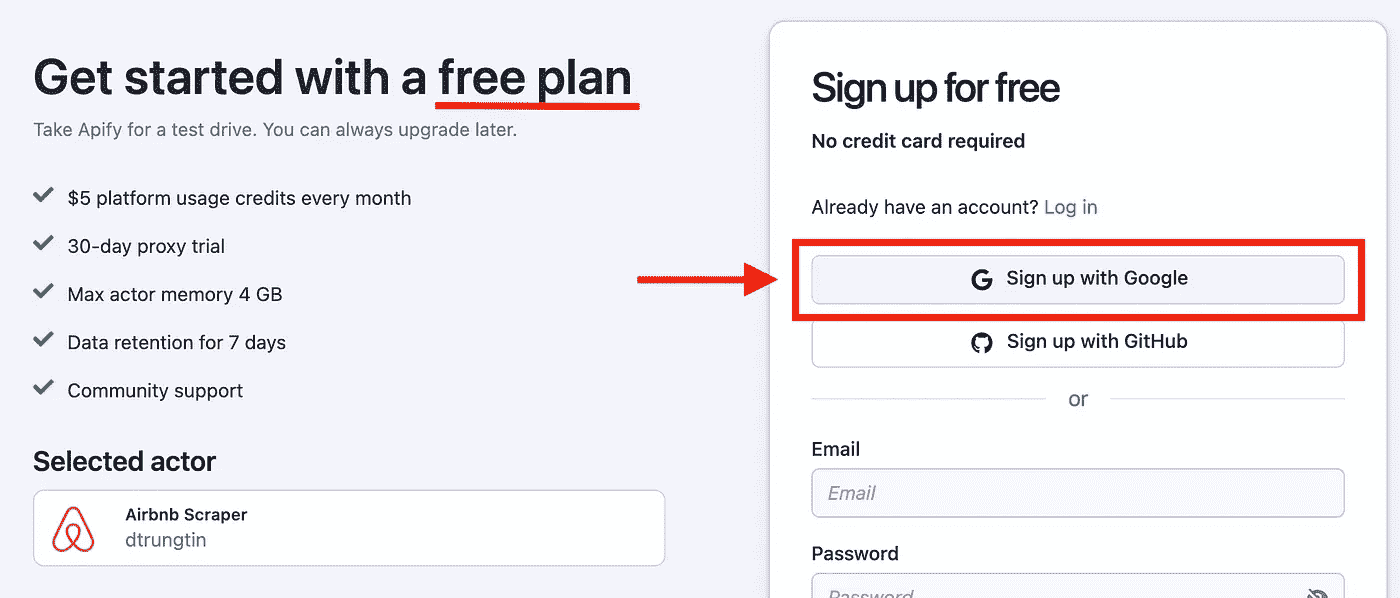 Get started with a free plan
Take Apify for a test drive. You can always upgrade later.
$5 platform usage credits every month
30-day proxy trial
Max actor memory 4 GB
Data retention for 7 days
Community support
Selected actor
Airbnb Scraper
dtrungtin
Sign up for free
No credit card required
Already have an account? Log in
Sign up with Google
Sign up with GitHub
or
Email
Email
Password
Password